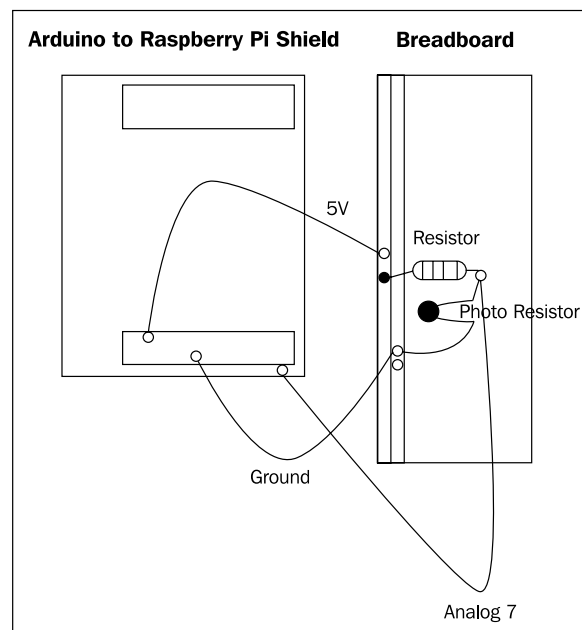 Arduino to Raspberry Pi Shield
Breadboard
5V
Resistor
Photo Resistor
Ground
Analog 7